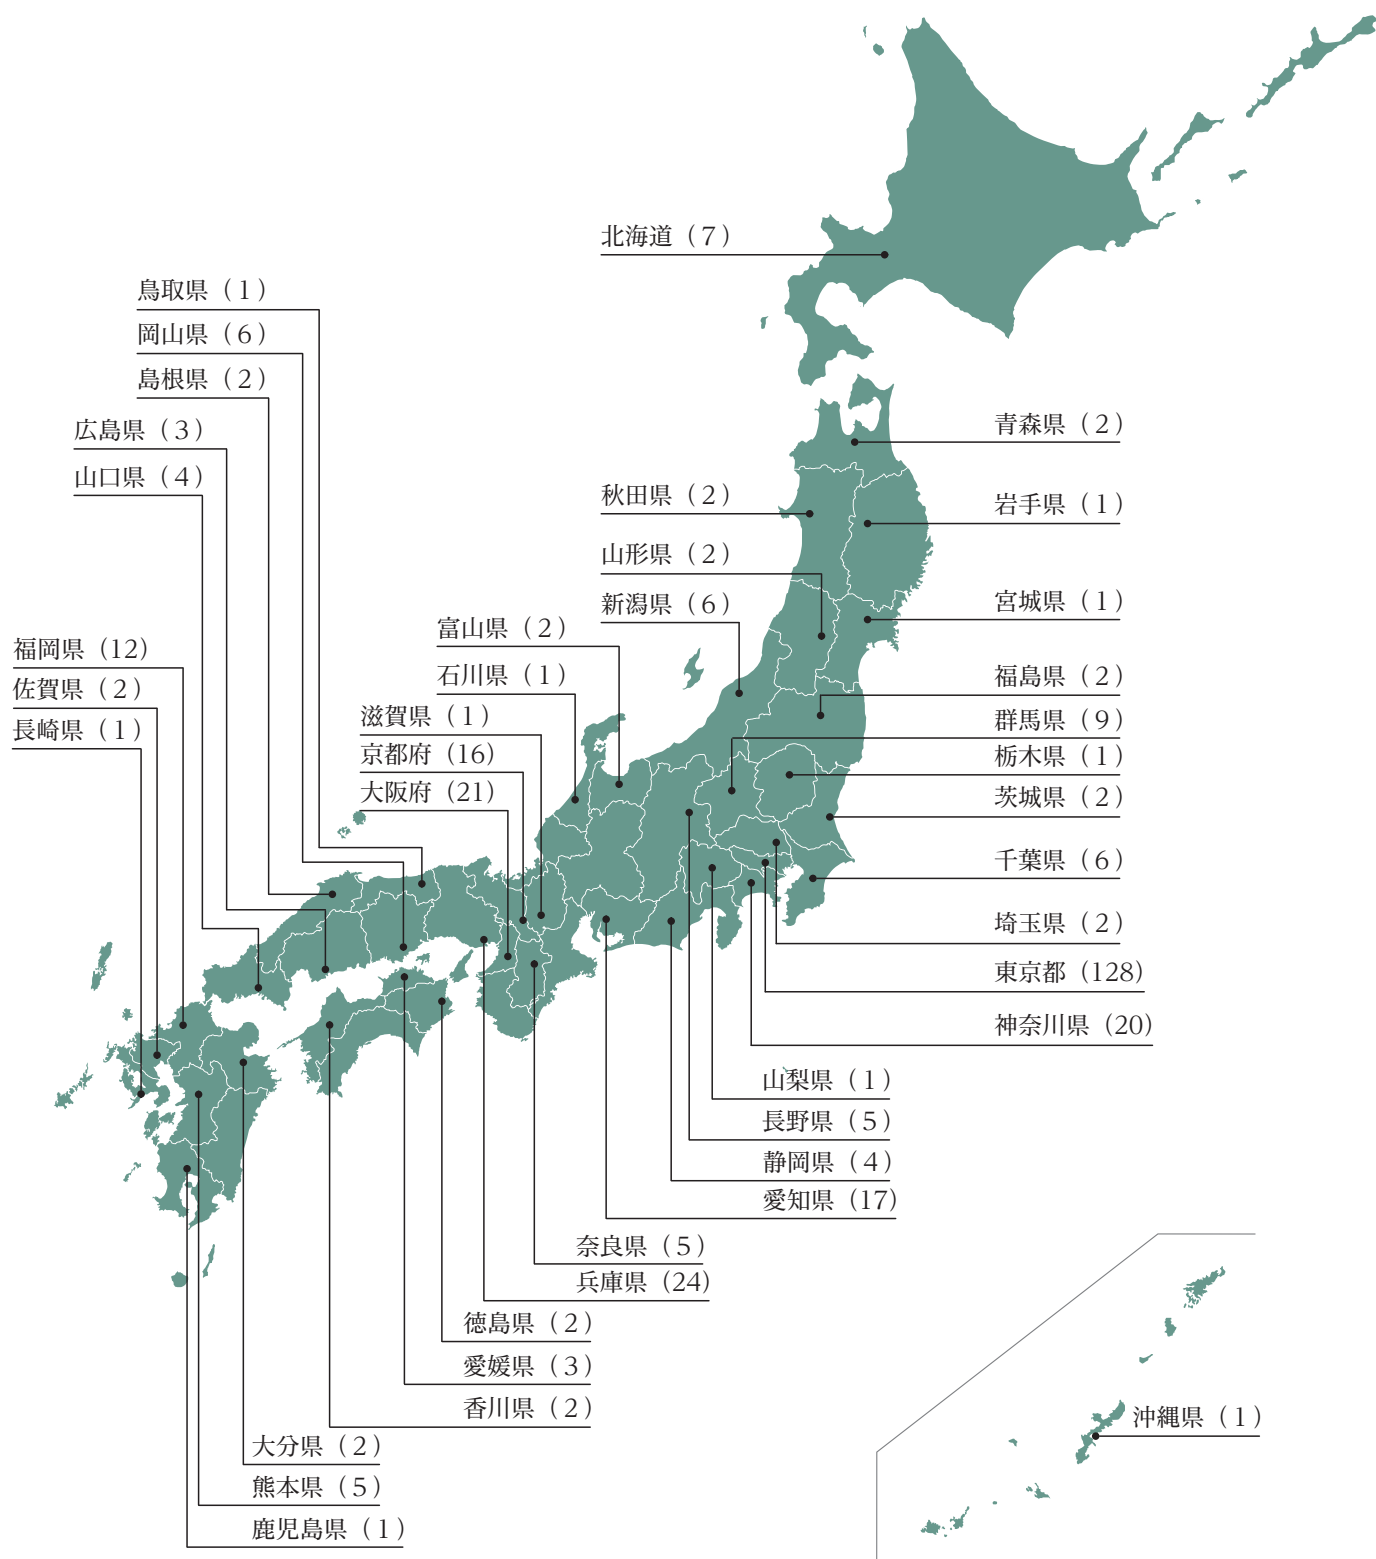 北海道（7）
鳥取県（1）
岡山県（6）
島根県（2）
広島県（3）
山口県（4）
青森県（2）
秋田県（2）
岩手県（1）
山形県（2）
宮城県（1）
新潟県（6）
富山県（2）
石川県（1）
福岡県（12）
佐賀県（2）
長崎県（1）
滋賀県（1）
京都府（16）
大阪府（21）
福島県（2）
群馬県（9）
栃木県（1）
茨城県（2）
千葉県（6）
埼玉県（2）
東京都（128）
神奈川県（20）
山梨県（1）
長野県（5）
静岡県（4）
愛知県（17）
奈良県（5）
兵庫県（24）
徳島県（2）
愛媛県（3）
香川県（2）
大分県（2）
熊本県（5）
鹿児島県（1）
沖縄県（1）